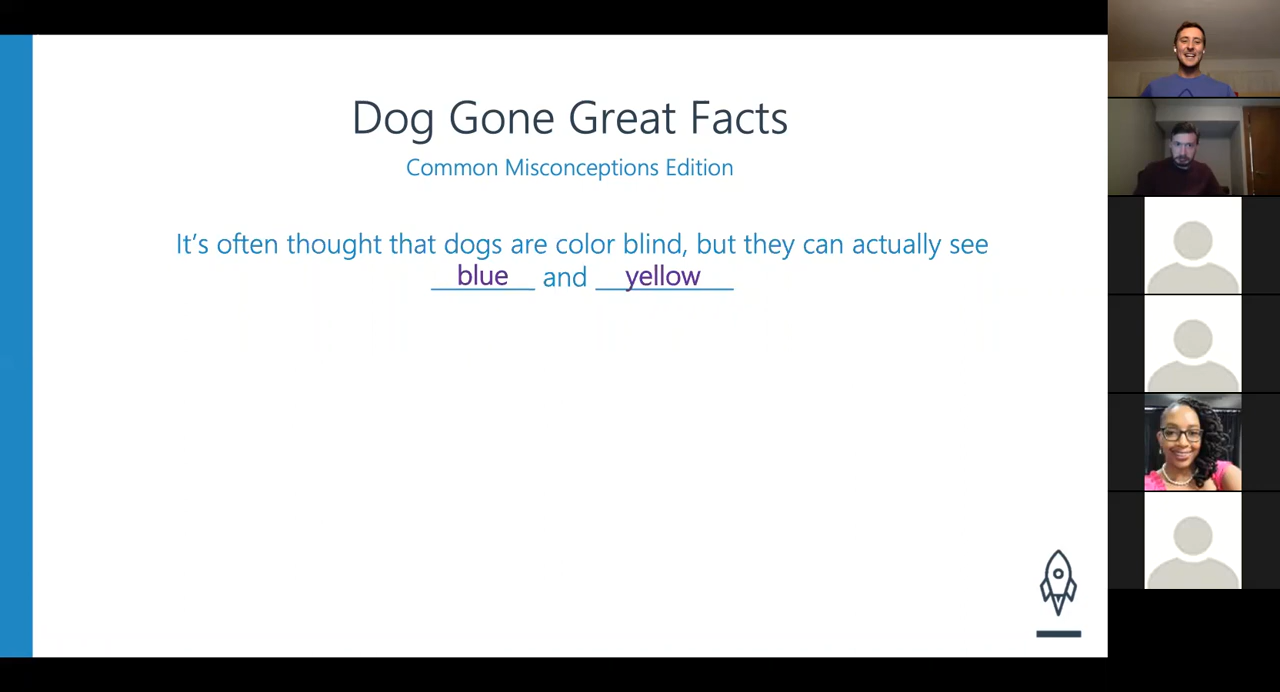 Dog Gone Great Facts
Common Misconceptions Edition
It’s often thought that dogs are color blind, but they can actually see
blue and yellow